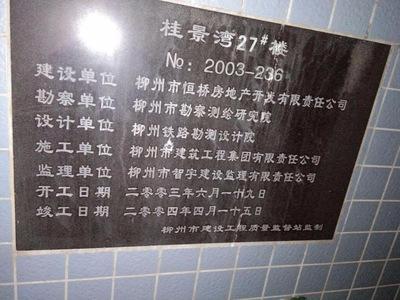 桂景湾27#楼
№: 2003-236
建设单位 柳州市恒桥房地产开发有限责任公司
勘察单位 柳州市勘察测绘研究院
设计单位 柳州铁路勘测设计院
施工单位 柳州市建筑工程集团有限责任公司
监理单位 柳州市智宇建设监理有限责任公司
开工日期 二零零三年六月一十九日
竣工日期 二零零四年四月一十五日
柳州市建设工程质量监督站监制